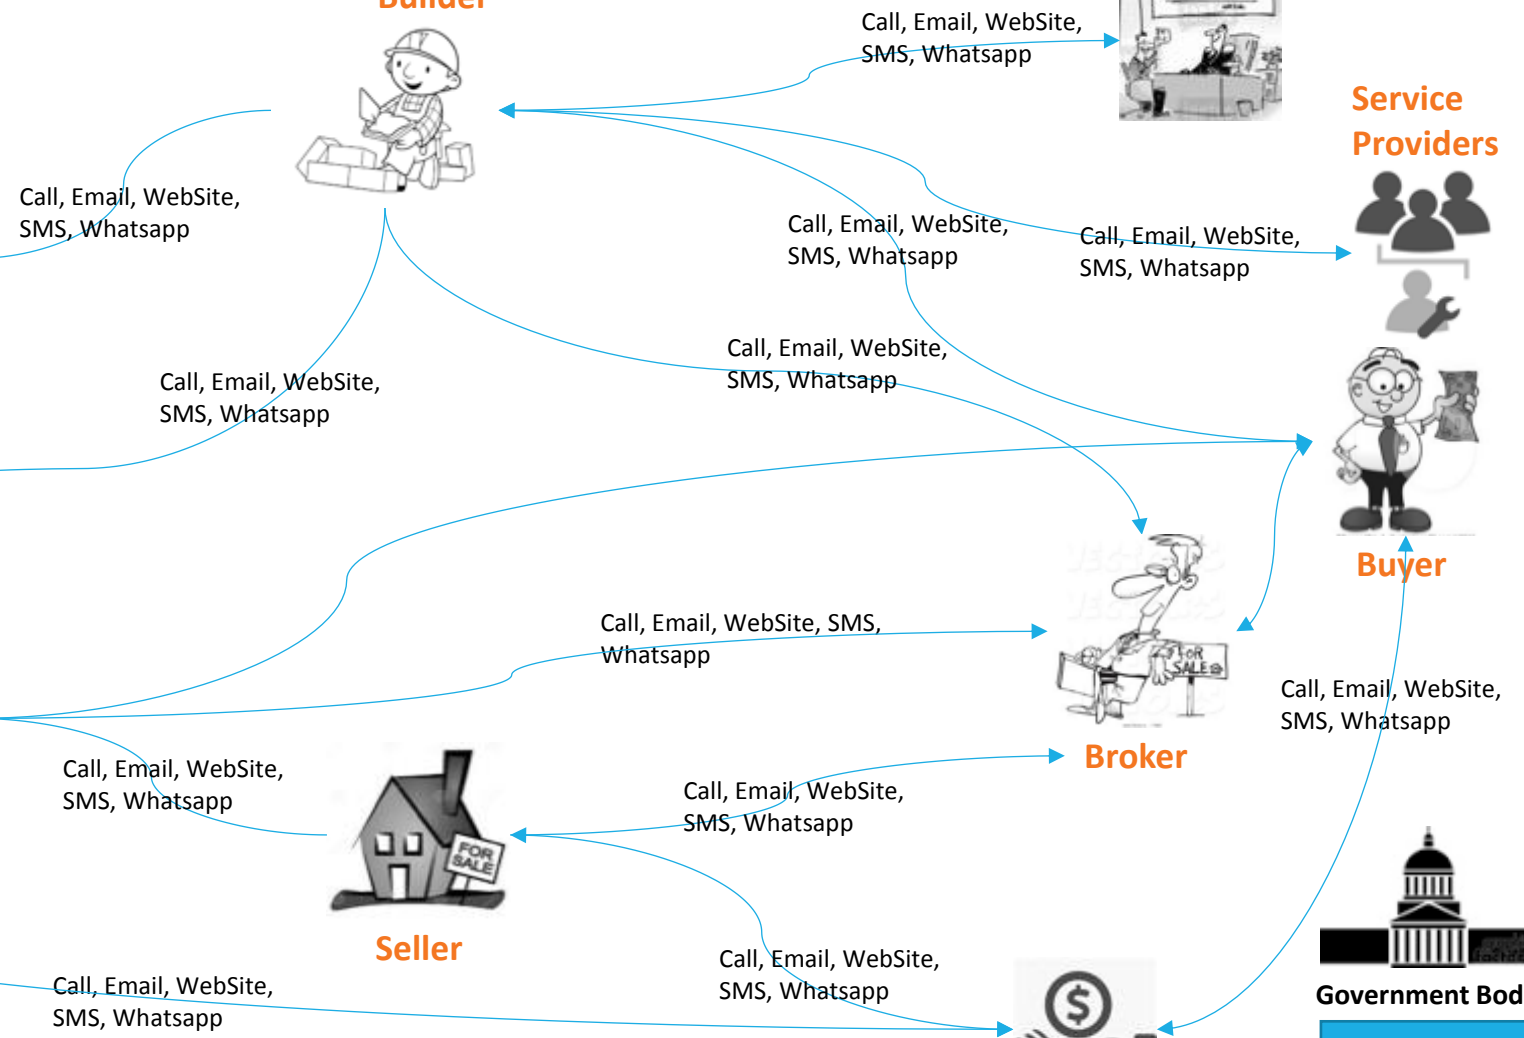 Builder
Call, Email, WebSite,
SMS, Whatsapp
Service
Providers
Call, Email, WebSite,
SMS, Whatsapp
Call, Email, WebSite,
SMS, Whatsapp
Call, Email, WebSite,
SMS, Whatsapp
Call, Email, WebSite,
SMS, Whatsapp
Call, Email, WebSite,
SMS, Whatsapp
Buyer
FOR
SALE
Call, Email, WebSite, SMS,
Whatsapp
Call, Email, WebSite,
SMS, Whatsapp
Broker
Call, Email, WebSite,
SMS, Whatsapp
Call, Email, WebSite,
SMS, Whatsapp
FOR
SALE
Seller
Call, Email, WebSite,
SMS, Whatsapp
Call, Email, WebSite,
SMS, Whatsapp
Government Bod